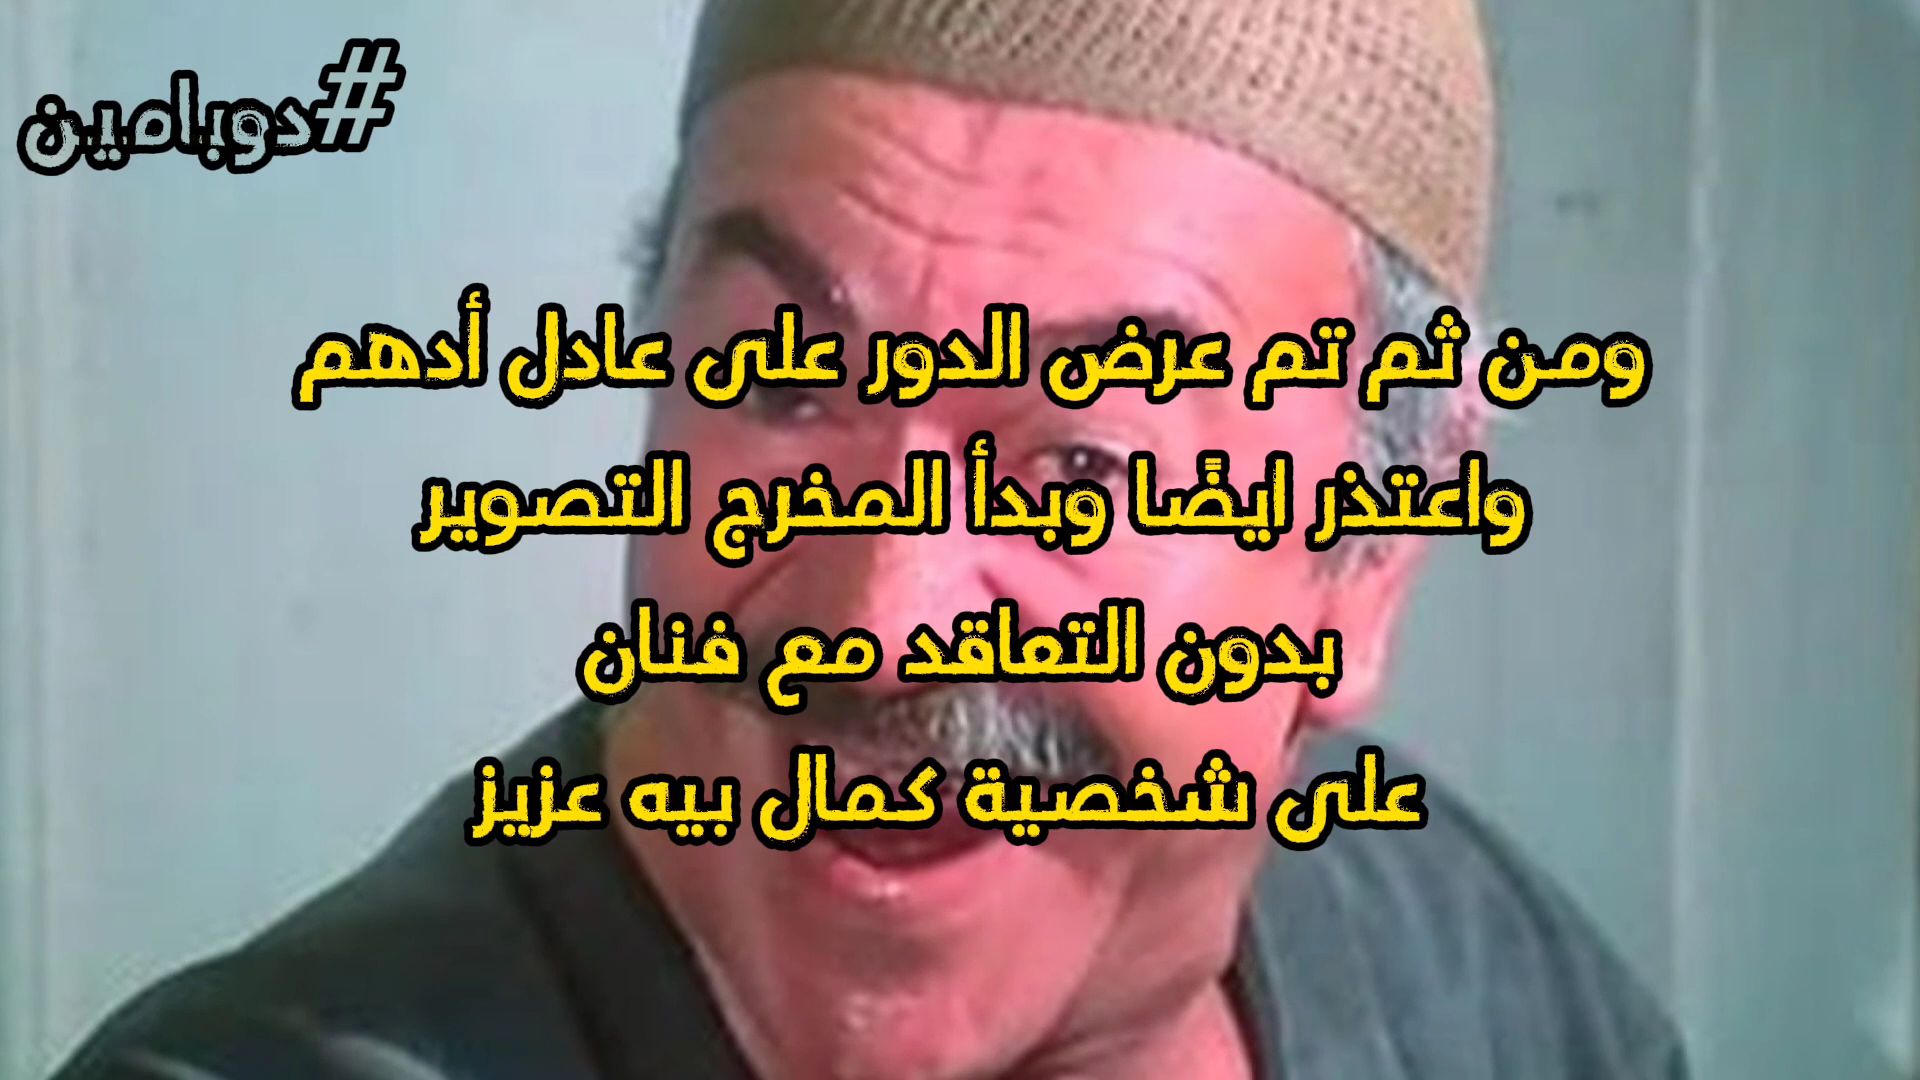 #دوبامين
ومن ثم تم عرض الدور على عادل أدهم
واعتذر ايضًا وبدأ المخرج التصوير
بدون التعاقد مع فنان
على شخصية كمال بيه عزيز